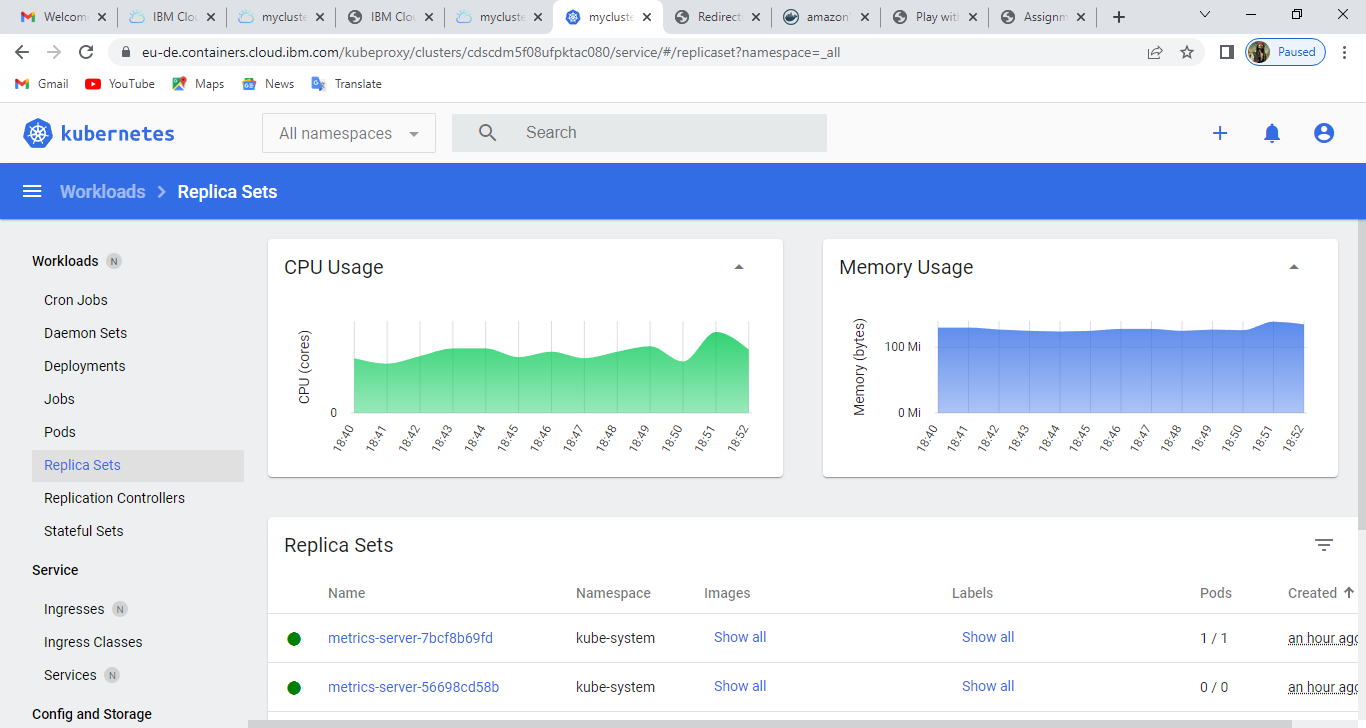 Welcome
IBM Clou
mycluste
IBM Clou
mycluste
mycluste
Redirect
amazon
Play with
Assignm
eu-de.containers.cloud.ibm.com/kubeproxy/clusters/cdscdm5f08ufpktac080/service/#/replicaset?namespace=_all
Paused
Gmail
YouTube
Maps
News
Translate
kubernetes
All namespaces
Search
Workloads
Replica Sets
Workloads N
Cron Jobs
Daemon Sets
Deployments
Jobs
Pods
Replica Sets
Replication Controllers
Stateful Sets
Service
Ingresses N
Ingress Classes
Services N
Config and Storage
CPU Usage
CPU (cores)
0
18:40 18:41 18:42 18:43 18:44 18:45 18:46 18:47 18:48 18:49 18:50 18:51 18:52
Memory Usage
Memory (bytes)
100 Mi
0 Mi
18:40 18:41 18:42 18:43 18:44 18:45 18:46 18:47 18:48 18:49 18:50 18:51 18:52
Replica Sets
Name Namespace Images Labels Pods Created
metrics-server-7bcf8b69fd kube-system Show all Show all 1 / 1 an hour ago
metrics-server-56698cd58b kube-system Show all Show all 0 / 0 an hour ago